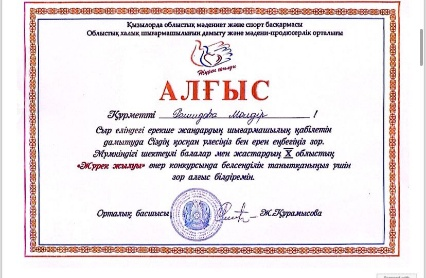 Қызылорда облыстық мәдениет және спорт басқармасы
Облыстық халық шығармашылығын дамыту және мәдени-продюсерлік орталығы
Жүрек жылуы
АЛҒЫС
Құрметті Рашидова Мөлдір !
Сыр еліндегі ерекше жандардың шығармашылық қабілетін
дамытуда Сіздің қосқан үлесіңіз бен ерен еңбегіңіз зор.
Мүмкіндігі шектеулі балалар мен жастардың X облыстық
«Жүрек жылуы» өнер конкурсында белсенділік танытқаныңыз үшін
зор алғыс білдіремін.
Орталық басшысы Ж.Құрамысова